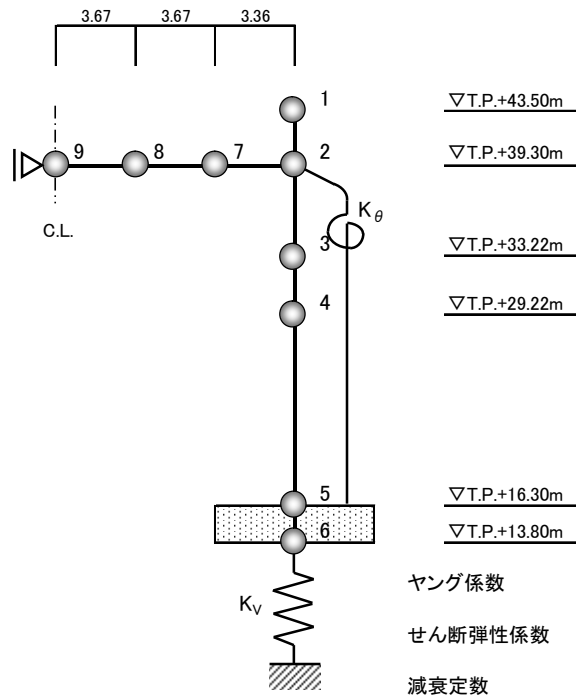 3.67 3.67 3.36
1 ▽T.P.+43.50m
9 8 7 2 ▽T.P.+39.30m
Kθ
C.L.
3 ▽T.P.+33.22m
4 ▽T.P.+29.22m
5 ▽T.P.+16.30m
6 ▽T.P.+13.80m
ヤング係数
KV
せん断弾性係数
減衰定数